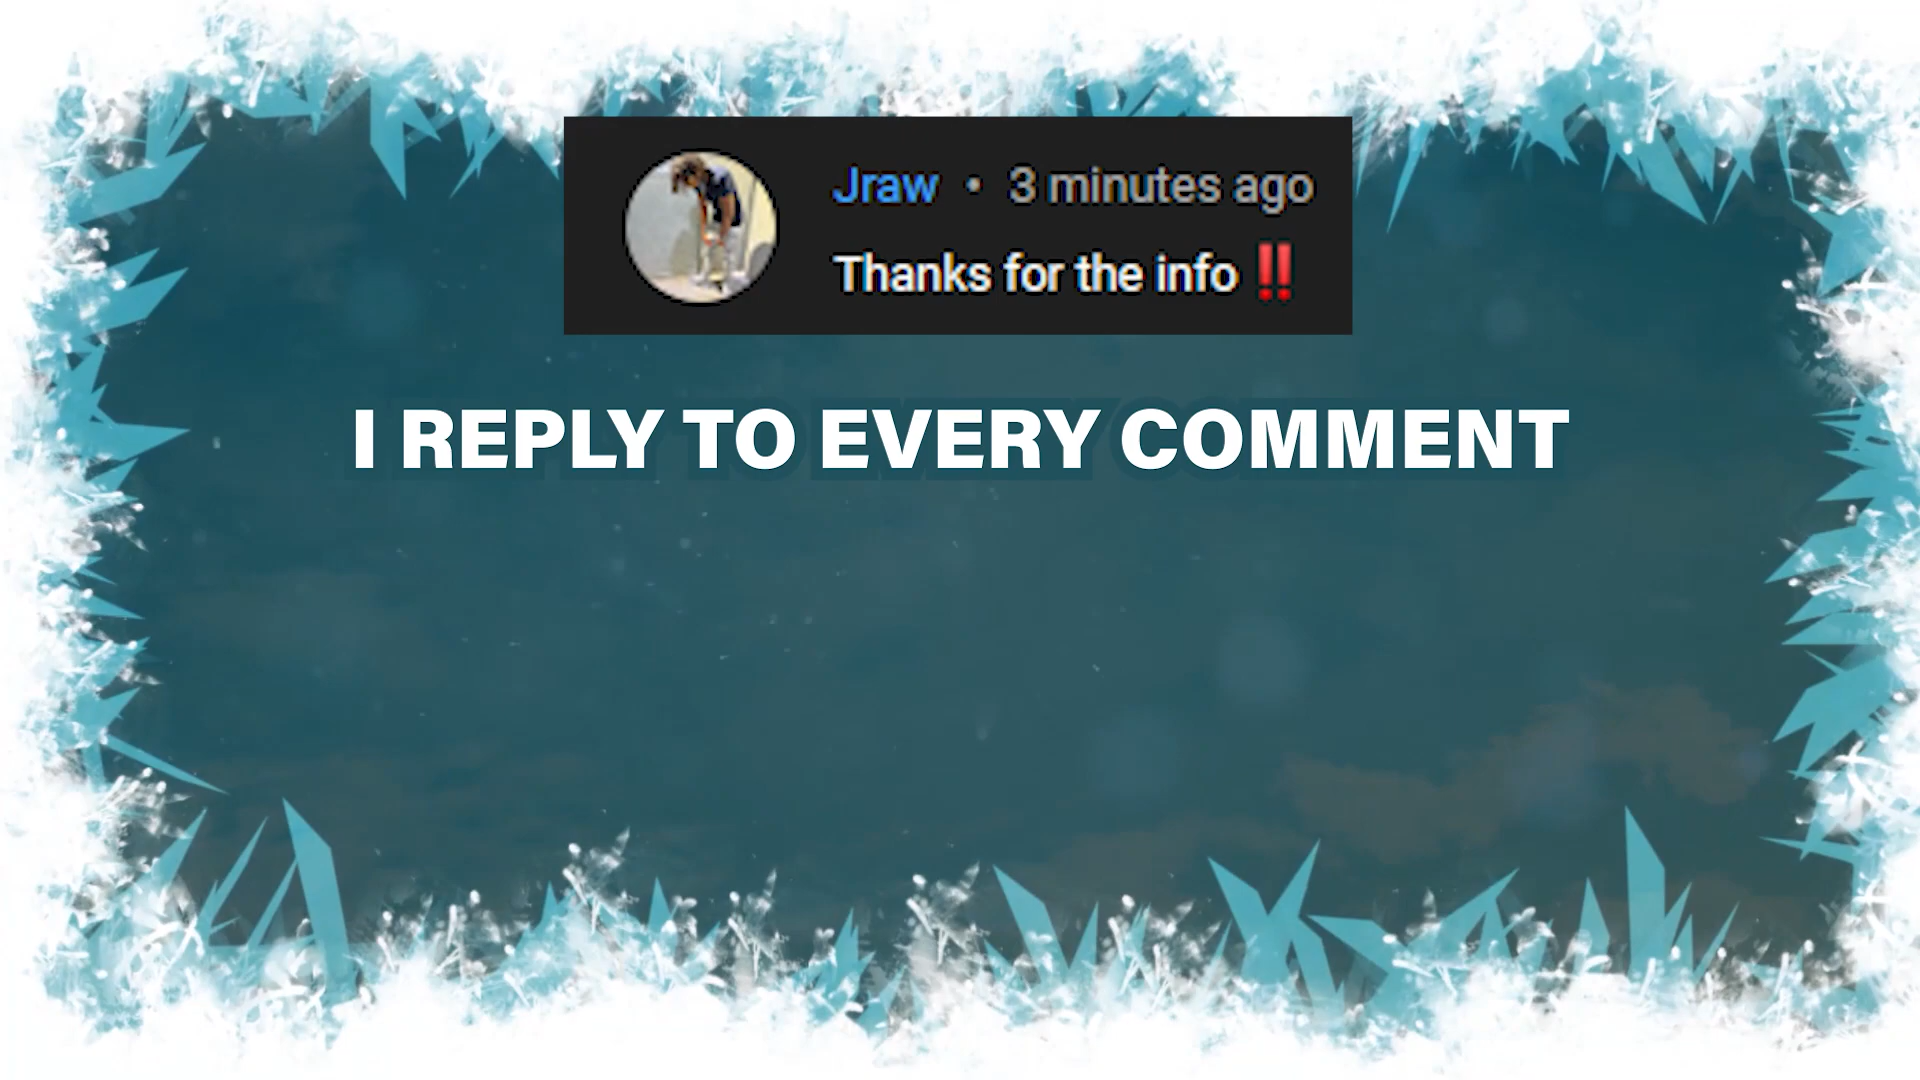 Jraw • 3 minutes ago
Thanks for the info ‼️
I REPLY TO EVERY COMMENT